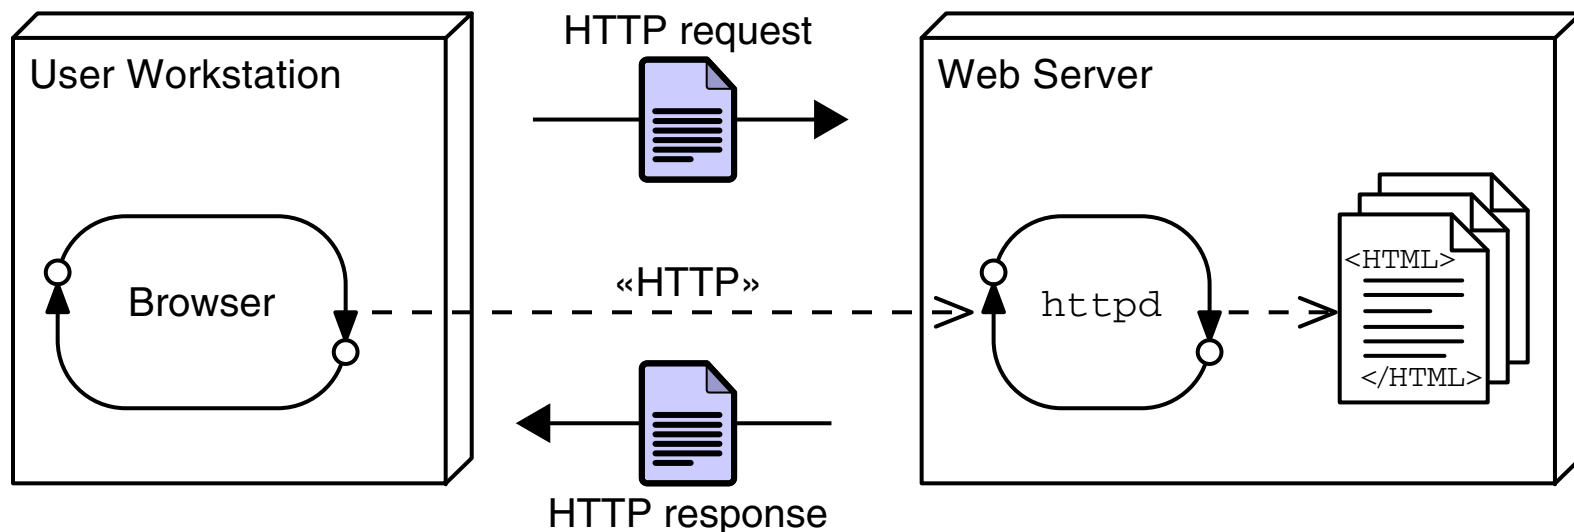 HTTP request
User Workstation
Web Server
<HTML>
«HTTP»
Browser
httpd
</HTML>
HTTP response